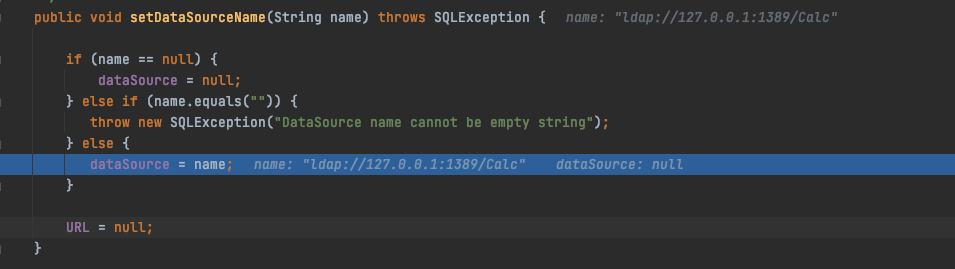 public void setDataSourceName(String name) throws SQLException {   name: "ldap://127.0.0.1:1389/Calc"
if (name == null) {
dataSource = null;
} else if (name.equals("")) {
throw new SQLException("DataSource name cannot be empty string");
} else {
dataSource = name;   name: "ldap://127.0.0.1:1389/Calc"    dataSource: null
}
URL = null;
}